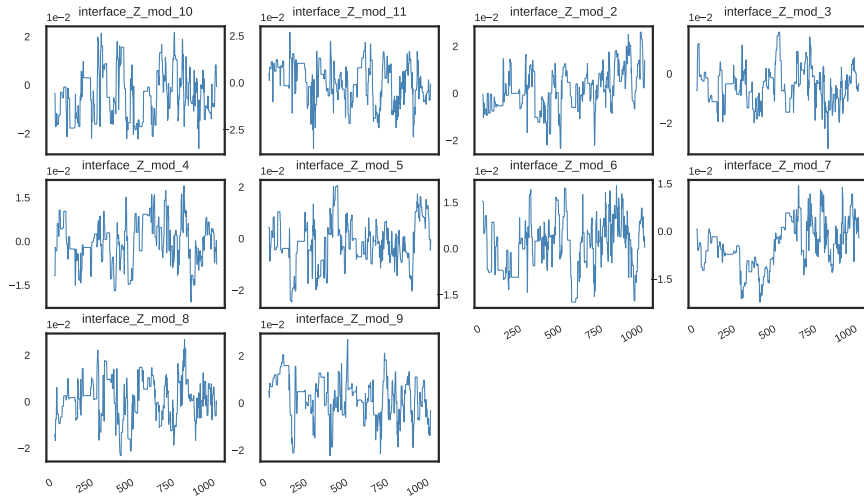 interface_Z_mod_10 interface_Z_mod_11 interface_Z_mod_2 interface_Z_mod_3
1e−2 1e−2 1e−2 1e−2
2 0 −2
2.5 0.0 −2.5
2 0 −2
0 −2
interface_Z_mod_4 interface_Z_mod_5 interface_Z_mod_6 interface_Z_mod_7
1e−2 1e−2 1e−2 1e−2
1.5 0.0 −1.5
2 0 −2
1.5 0.0 −1.5
1.5 0.0 −1.5
0 250 500 750 1000 0 250 500 750 1000
interface_Z_mod_8 interface_Z_mod_9
1e−2 1e−2
2 0 −2
2 0 −2
0 250 500 750 1000 0 250 500 750 1000